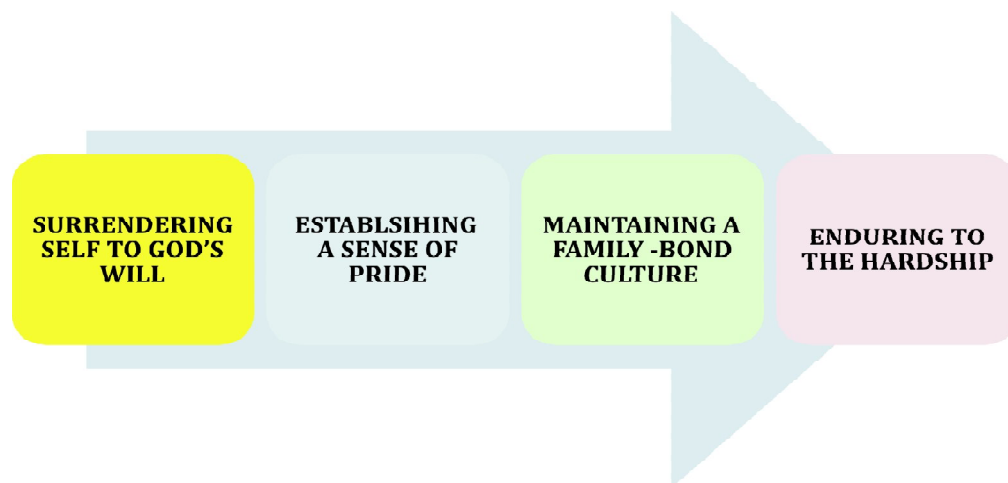 SURRENDERING
SELF TO GOD'S
WILL
ESTABLSIHING
A SENSE OF
PRIDE
MAINTAINING A
FAMILY -BOND
CULTURE
ENDURING TO
THE HARDSHIP